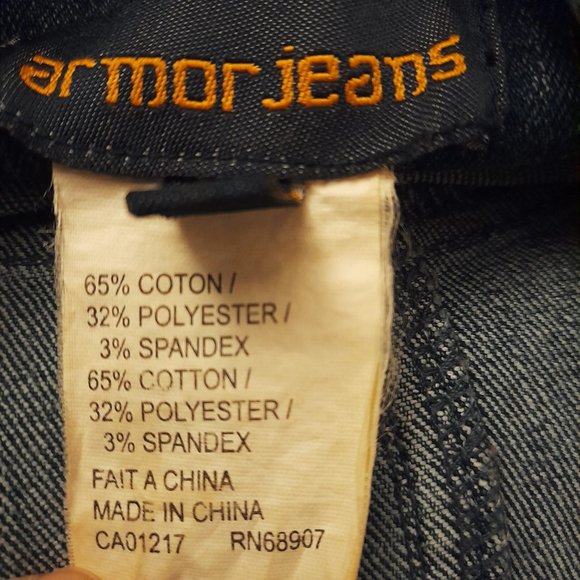 armorjeans
65% COTON /
32% POLYESTER /
3% SPANDEX
65% COTTON /
32% POLYESTER /
3% SPANDEX
FAIT A CHINA
MADE IN CHINA
CA01217 RN68907